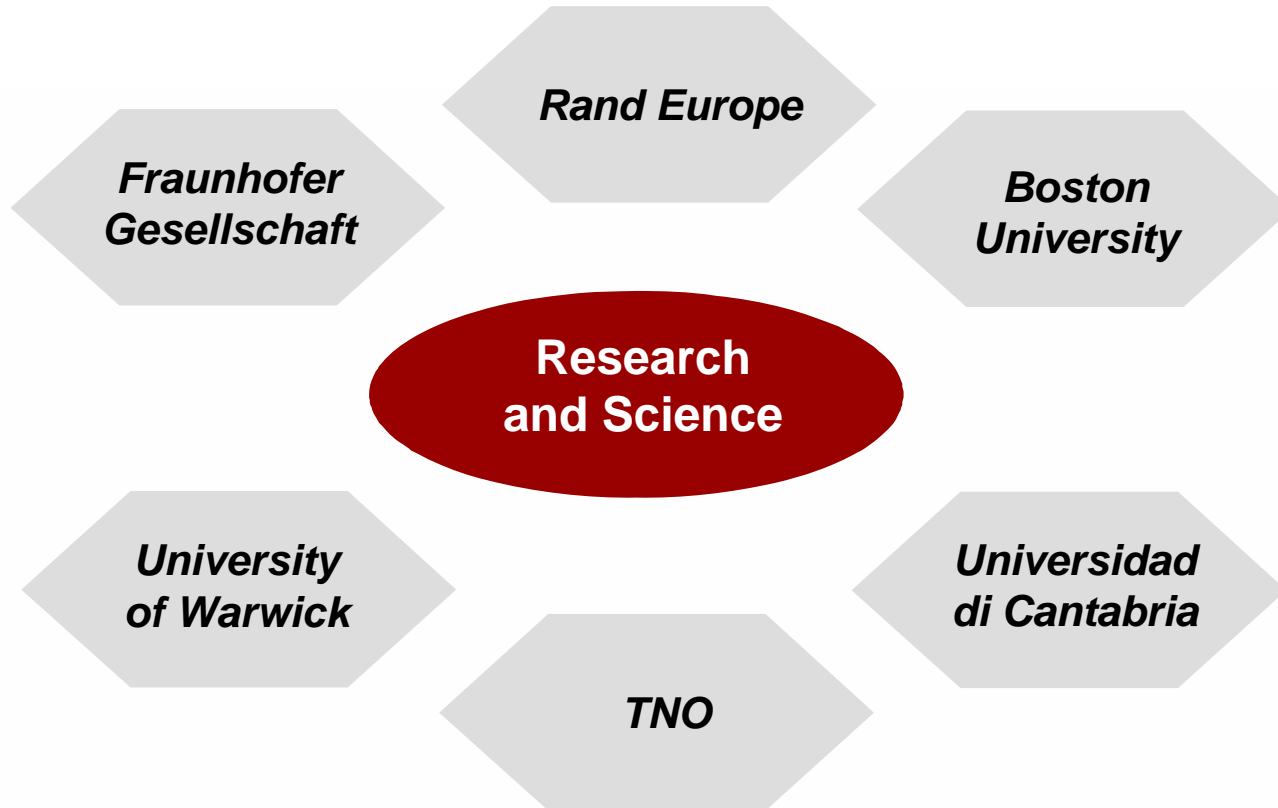 Rand Europe
Fraunhofer
Gesellschaft
Boston
University
Research
and Science
University
of Warwick
Universidad
di Cantabria
TNO